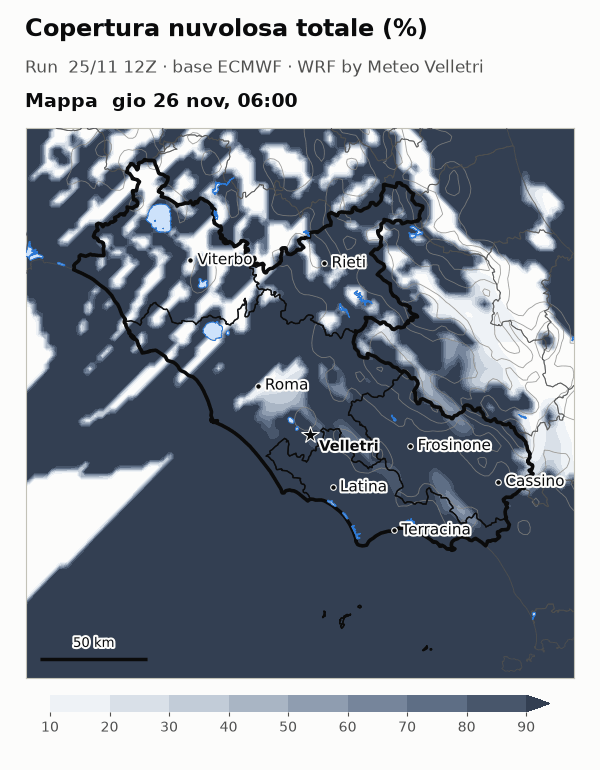 Copertura nuvolosa totale (%)
Run  25/11 12Z · base ECMWF · WRF by Meteo Velletri
Mappa  gio 26 nov, 06:00
Viterbo
Rieti
Roma
Velletri
Frosinone
Cassino
Latina
Terracina
50 km
10 20 30 40 50 60 70 80 90